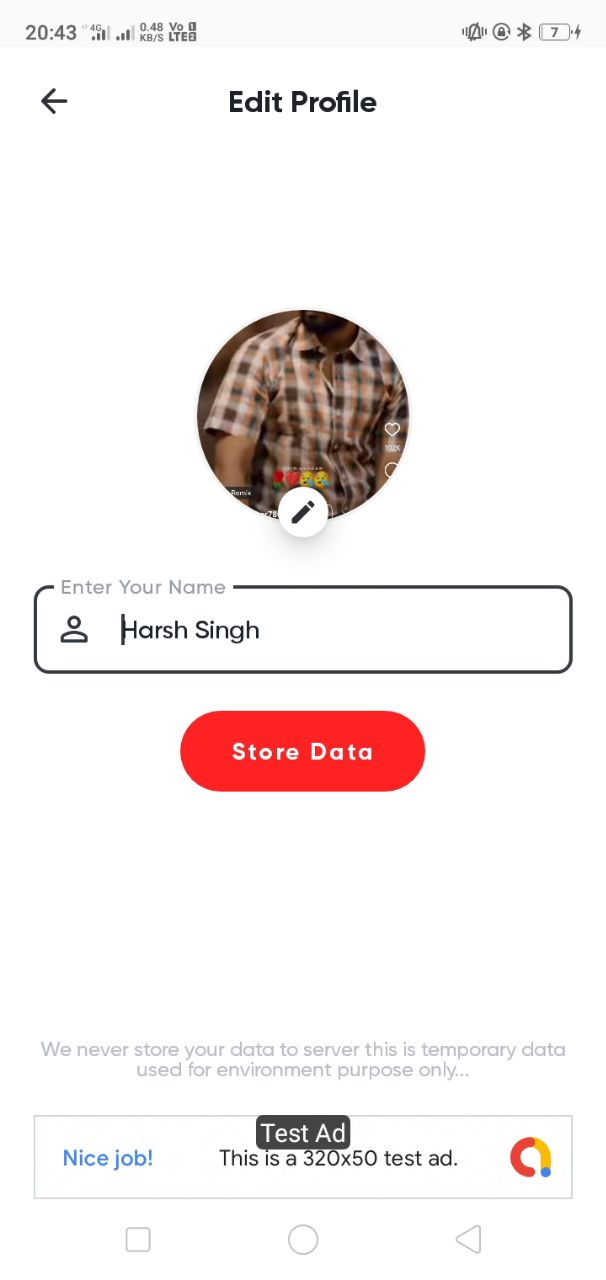 20:43 4G 0.48 KB/S Vo LTE 1 2 7
Edit Profile
102K
Remix
Enter Your Name
Harsh Singh
Store Data
We never store your data to server this is temporary data
used for environment purpose only...
Test Ad
Nice job! This is a 320x50 test ad.